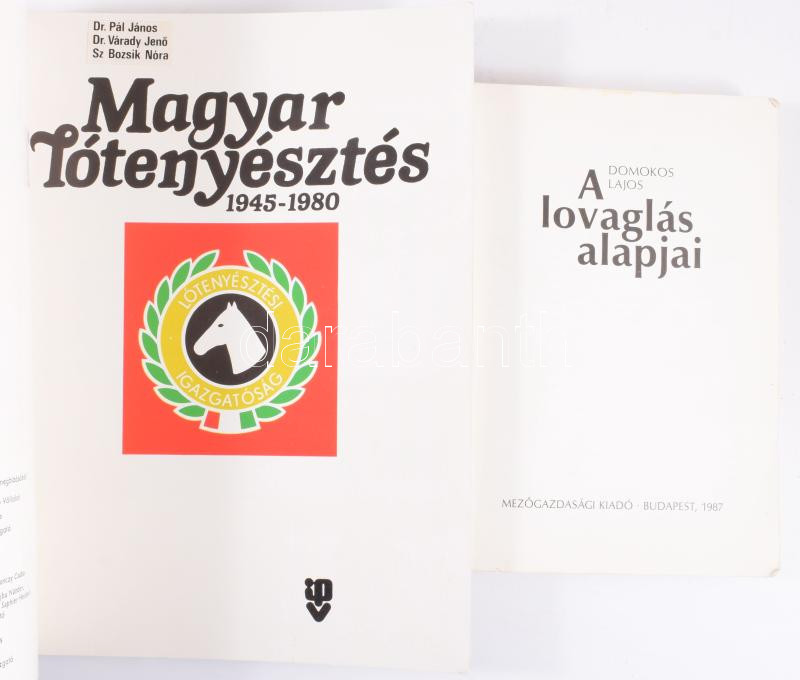 Dr. Pál János
Dr. Várady Jenő
Sz Bozsik Nóra
Magyar
lótenyésztés
1945-1980
LÓTENYÉSZTÉSI
IGAZGATÓSÁG
DOMOKOS
LAJOS
A
lovaglás
alapjai
MEZŐGAZDASÁGI KIADÓ · BUDAPEST, 1987
darabanth